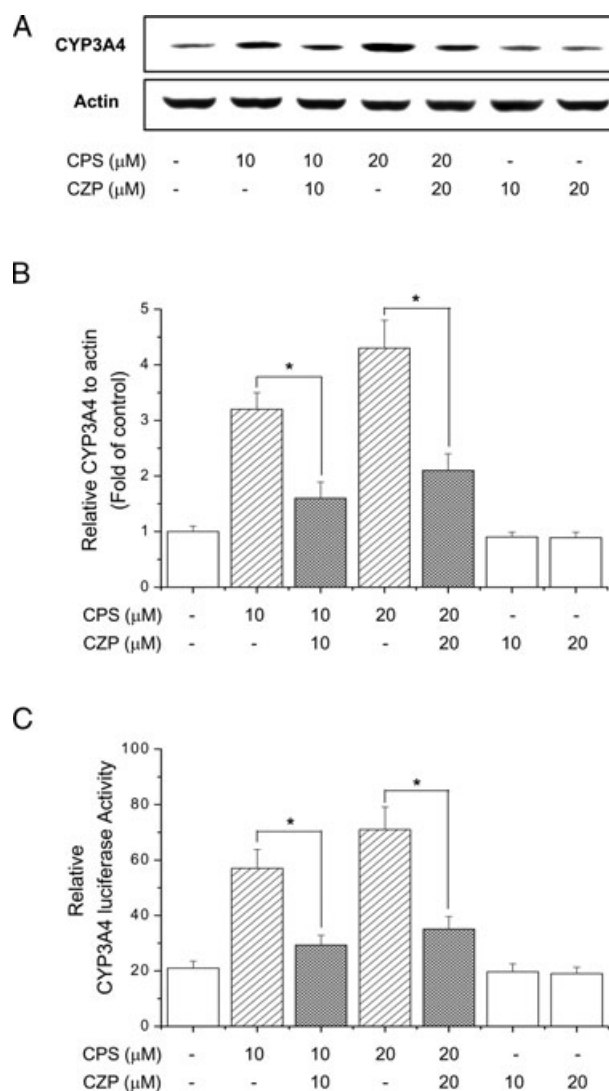 A
CYP3A4
Actin
CPS (μM) - 10 10 20 20 - -
CZP (μM) - - 10 - 20 10 20
B
Relative CYP3A4 to actin
(Fold of control)
5
4
3
2
1
0
*
*
CPS (μM) - 10 10 20 20 - -
CZP (μM) - - 10 - 20 10 20
C
Relative
CYP3A4 luciferase Activity
100
80
60
40
20
0
*
*
CPS (μM) - 10 10 20 20 - -
CZP (μM) - - 10 - 20 10 20